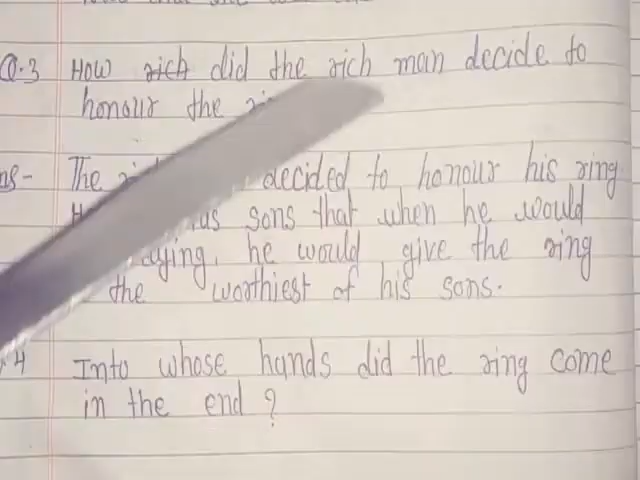 Q.3 How rich did the rich man decide to
honour the
ns- The decided to honour his ring
sons that when he would
dying, he would give the ring
the worthiest of his sons.
4 Into whose hands did the ring come
in the end ?